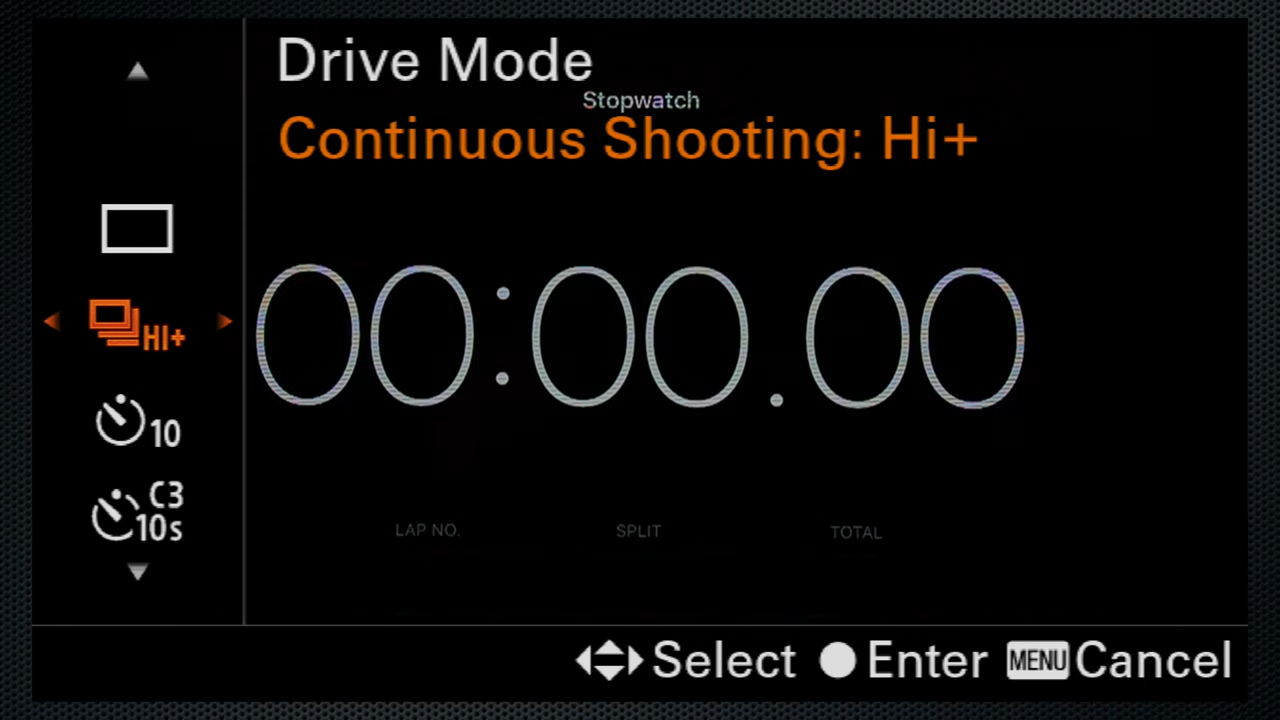 Drive Mode
Stopwatch
Continuous Shooting: Hi+
HI+
00:00.00
10
C3
10s
LAP NO. SPLIT TOTAL
Select Enter MENU Cancel